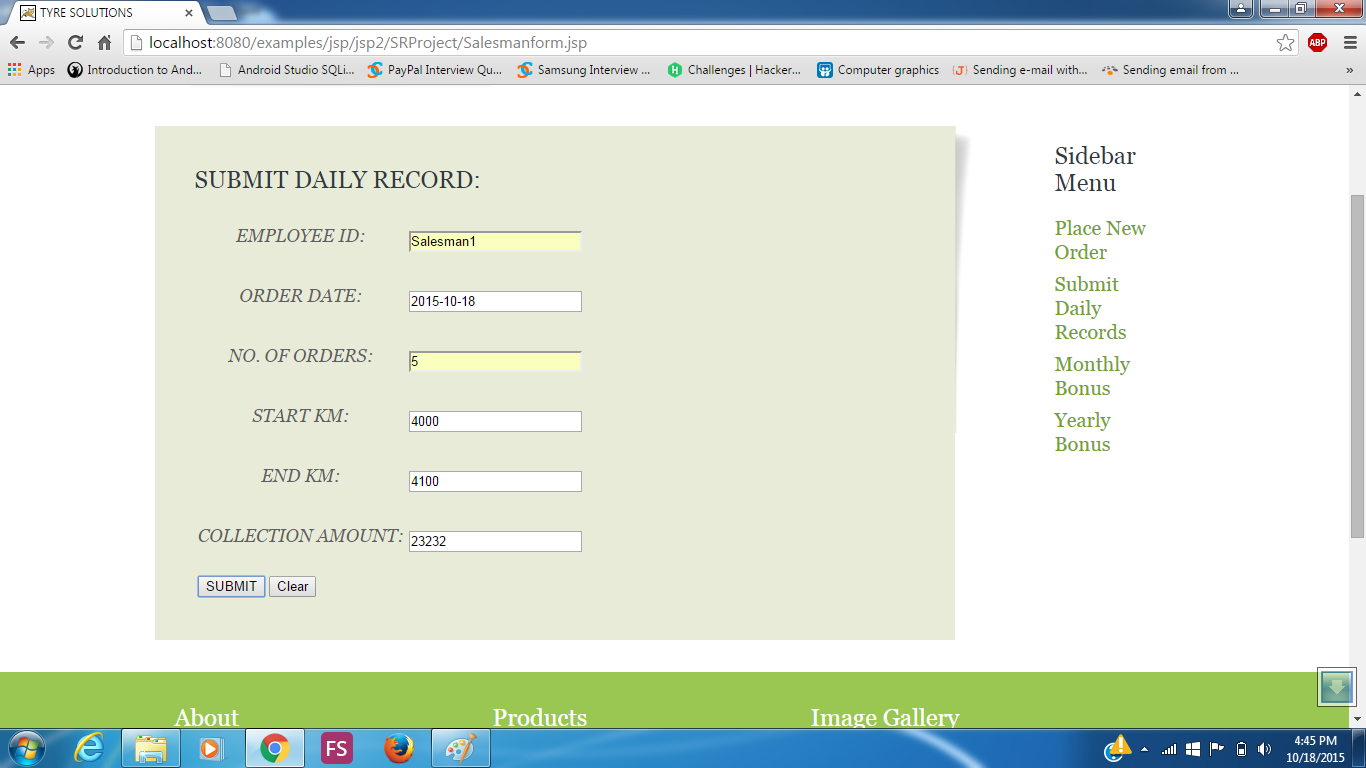 TYRE SOLUTIONS
localhost:8080/examples/jsp/jsp2/SRProject/Salesmanform.jsp
ABP
Apps
Introduction to And...
Android Studio SQLi...
PayPal Interview Qu...
Samsung Interview ...
Challenges | Hacker...
Computer graphics
Sending e-mail with...
Sending email from ...
»
SUBMIT DAILY RECORD:
EMPLOYEE ID: Salesman1
ORDER DATE: 2015-10-18
NO. OF ORDERS: 5
START KM: 4000
END KM: 4100
COLLECTION AMOUNT: 23232
SUBMIT Clear
Sidebar
Menu
Place New
Order
Submit
Daily
Records
Monthly
Bonus
Yearly
Bonus
About
Products
Image Gallery
FS
4:45 PM
10/18/2015